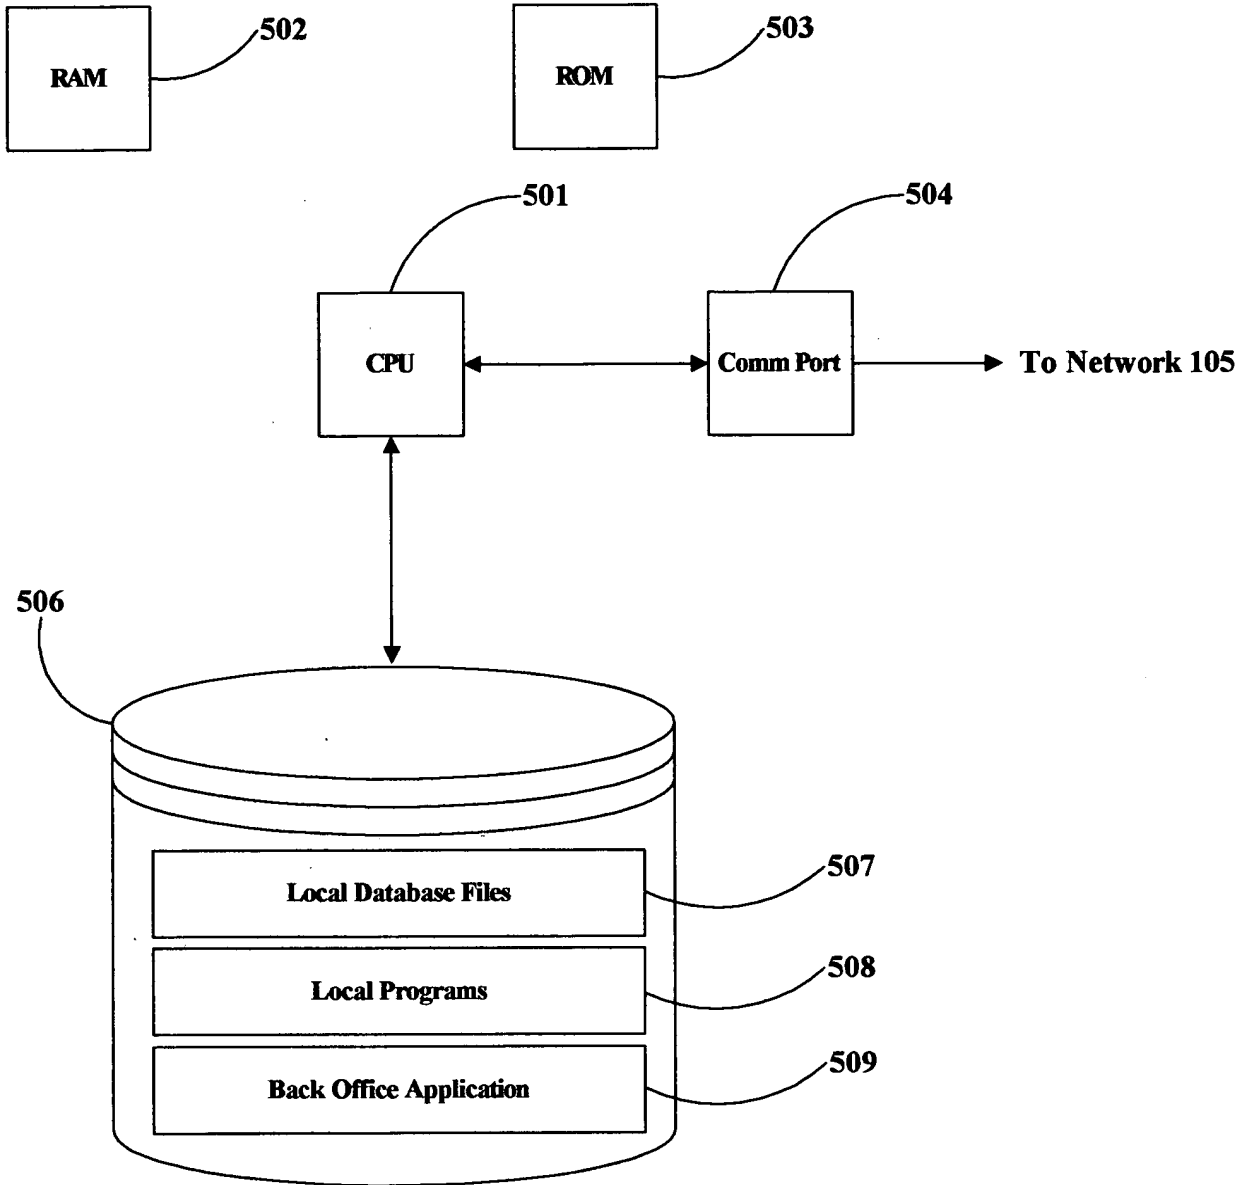 502
503
RAM
ROM
501
504
CPU
Comm Port
To Network 105
506
507
Local Database Files
508
Local Programs
509
Back Office Application